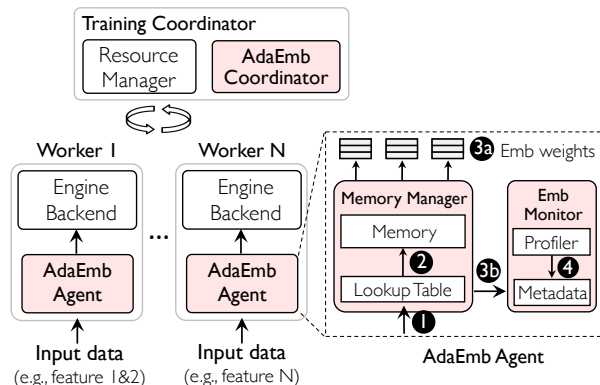 Training Coordinator
Resource
Manager
AdaEmb
Coordinator
Worker 1
Engine
Backend
AdaEmb
Agent
Input data
(e.g., feature 1&2)
...
Worker N
Engine
Backend
AdaEmb
Agent
Input data
(e.g., feature N)
3a Emb weights
Memory Manager
Memory
2
Lookup Table
1
3b
Emb
Monitor
Profiler
4
Metadata
AdaEmb Agent